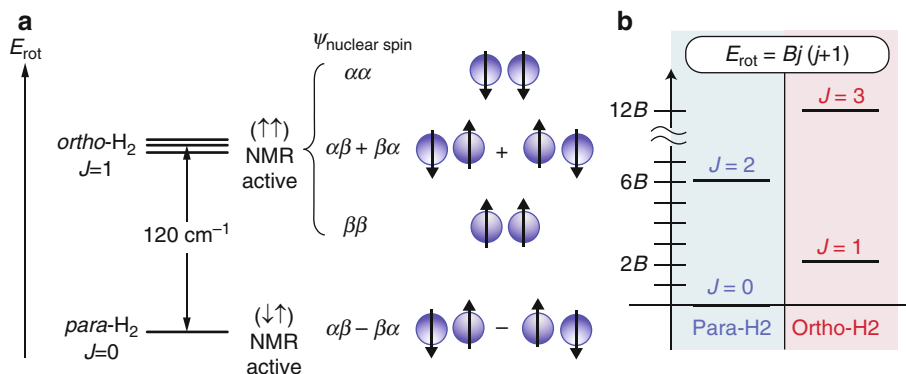 a
E_rot
ortho-H₂
J=1
120 cm⁻¹
para-H₂
J=0
(↑↑)
NMR
active
(↓↑)
NMR
active
ψ_nuclear spin
αα
αβ + βα
+
ββ
αβ − βα
−
b
E_rot = Bj (j+1)
12B
6B
2B
J = 3
J = 2
J = 1
J = 0
Para-H2
Ortho-H2